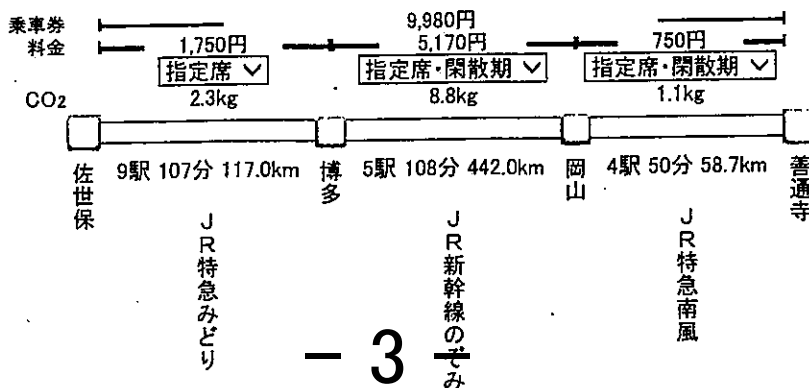 乗車券 9,980円
料金 1,750円 5,170円 750円
指定席 指定席・閑散期 指定席・閑散期
CO2 2.3kg 8.8kg 1.1kg
佐世保 9駅 107分 117.0km 博多 5駅 108分 442.0km 岡山 4駅 50分 58.7km 善通寺
JR特急みどり
JR新幹線のぞみ
JR特急南風
- 3 -